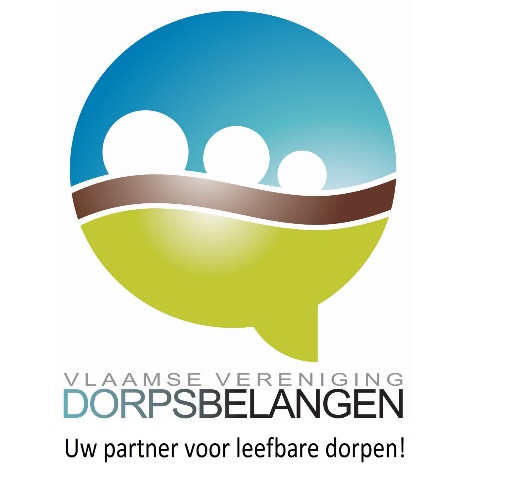 VLAAMSE VERENIGING
DORPSBELANGEN
Uw partner voor leefbare dorpen!